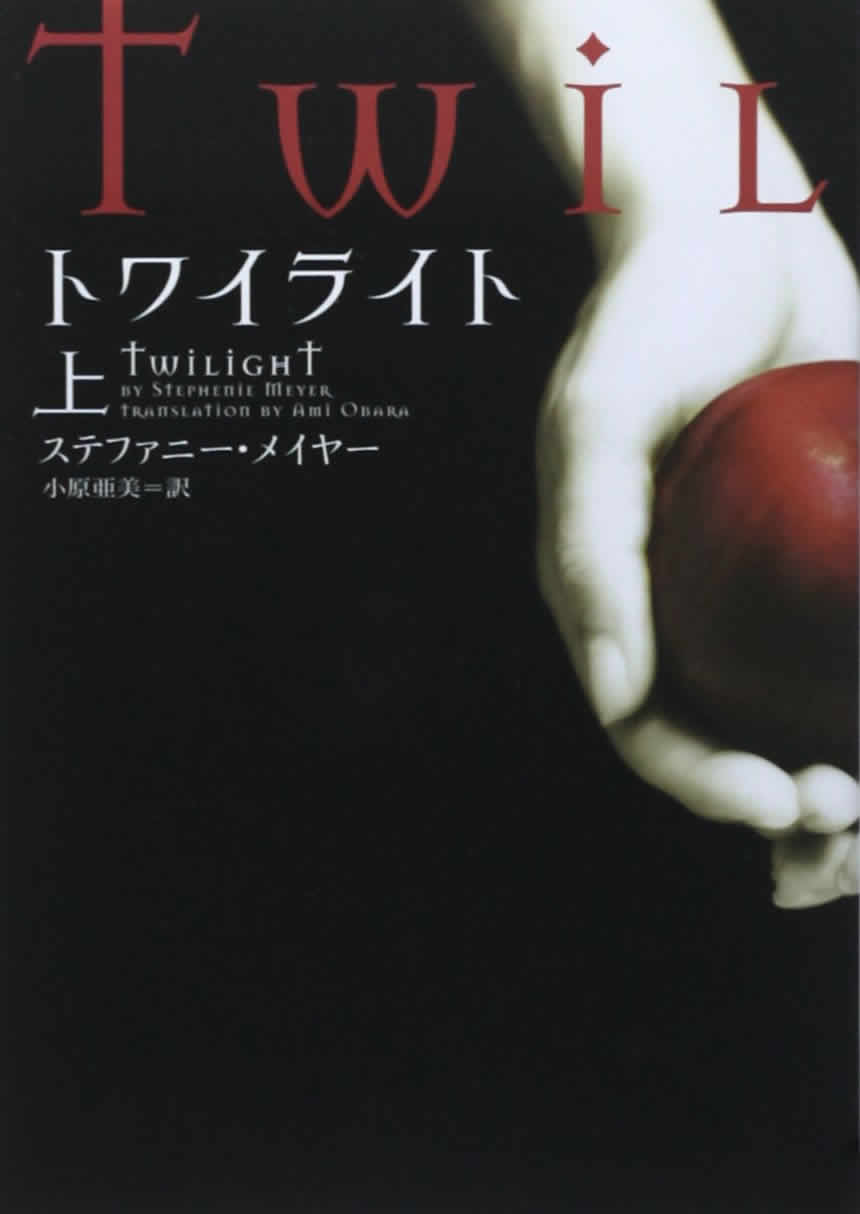 Twil
トワイライト
上
Twilight
by Stephenie Meyer
translation by Ami Obara
ステファニー・メイヤー
小原亜美＝訳